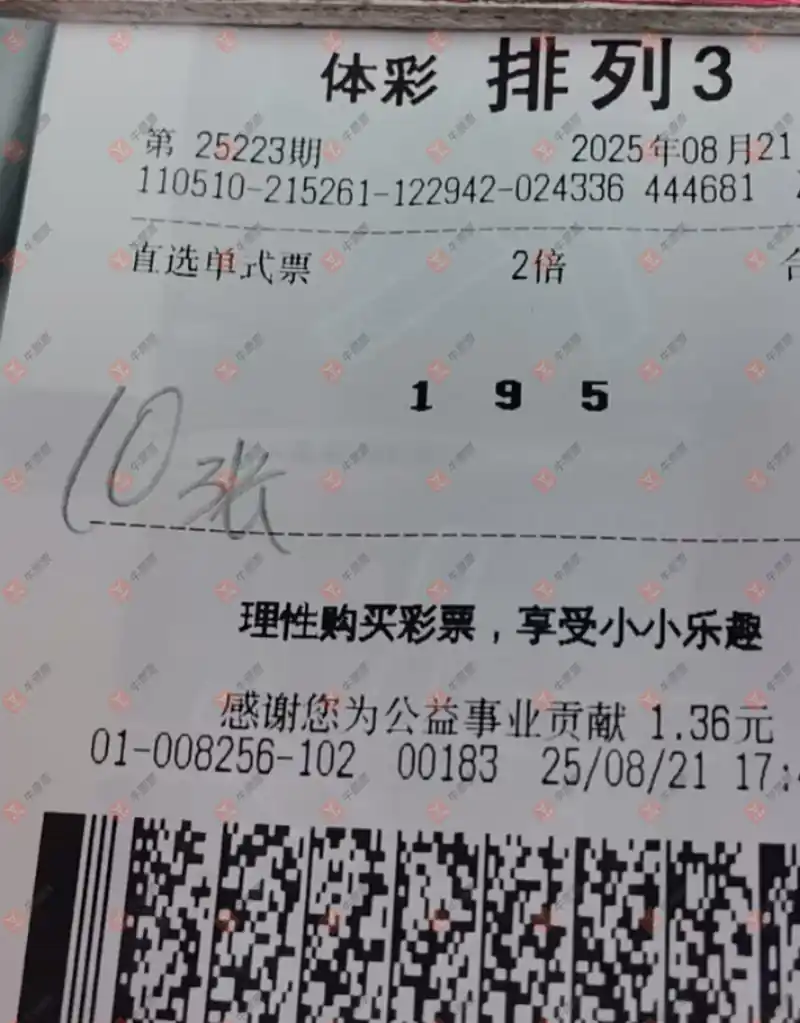 体彩 排列3
第 25223期 2025年08月21
110510-215261-122942-024336 444681
直选单式票 2倍 合
1 9 5
10张
理性购买彩票，享受小小乐趣
感谢您为公益事业贡献 1.36元
01-008256-102 00183 25/08/21 17:4